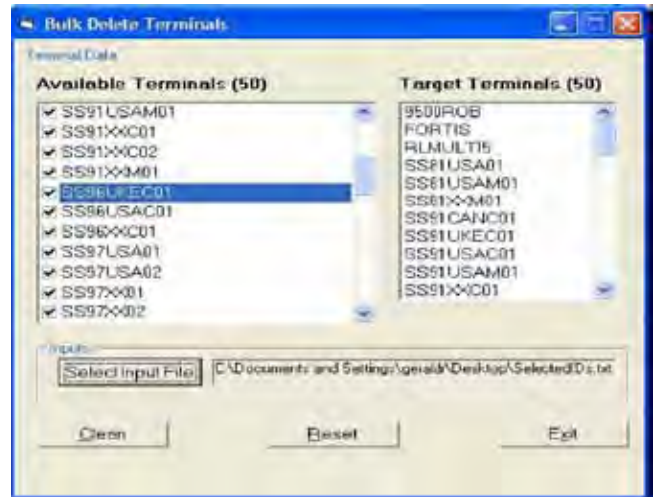 Bulk Delete Terminals
Terminal Data
Available Terminals (50)
Target Terminals (50)
SS91USAM01
SS91XXC01
SS91XXC02
SS91XXM01
SS96UKEC01
SS96USAC01
SS96XXC01
SS97USA01
SS97USA02
SS97XX01
SS97XX02
9500ROB
FORTIS
RLMULTI5
SS81USA01
SS81USAM01
SS81XXM01
SS91CANC01
SS91UKEC01
SS91USAC01
SS91USAM01
SS91XXC01
Inputs
Select Input File
C:\Documents and Settings\geraldr\Desktop\SelectedIDs.txt
Clean
Reset
Exit